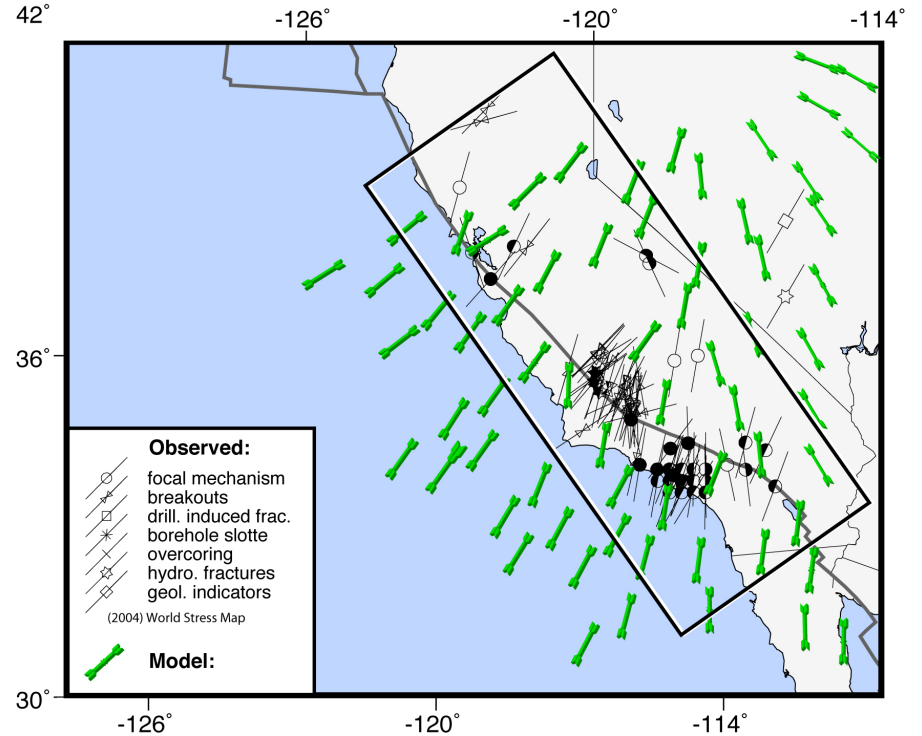 42˚
-126˚ -120˚ -114˚
36˚
Observed:
focal mechanism
breakouts
drill. induced frac.
borehole slotte
overcoring
hydro. fractures
geol. indicators
(2004) World Stress Map
Model:
30˚
-126˚ -120˚ -114˚